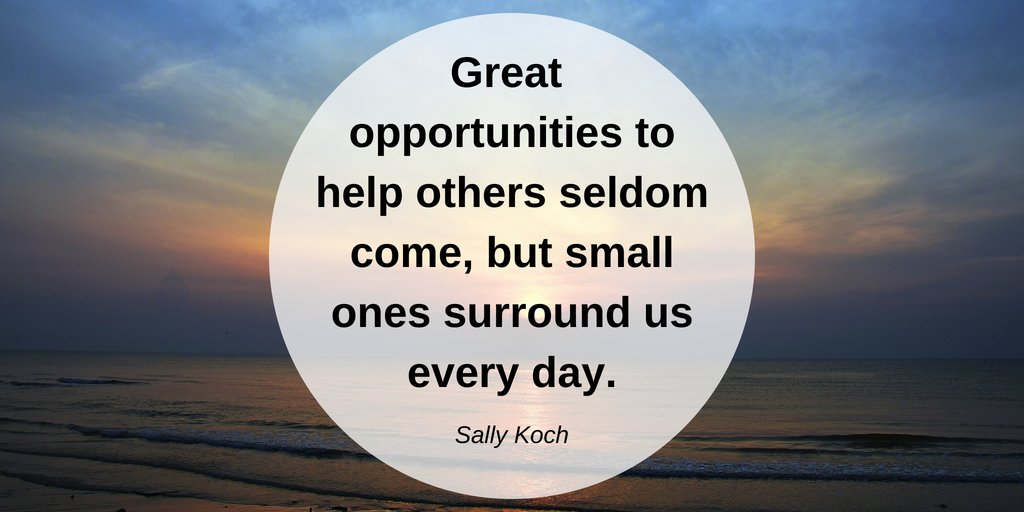 Great
opportunities to
help others seldom
come, but small
ones surround us
every day.
Sally Koch